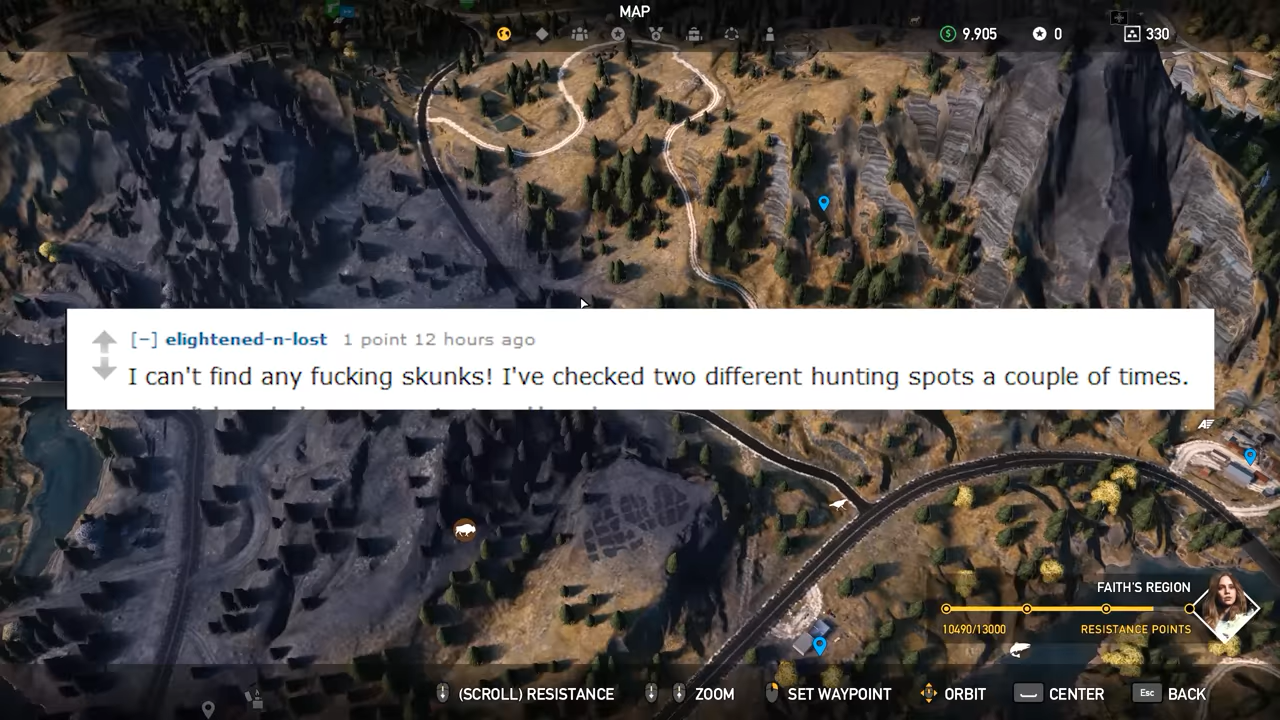 MAP
9,905
0
330
[−] elightened-n-lost 1 point 12 hours ago
I can't find any fucking skunks! I've checked two different hunting spots a couple of times.
FAITH'S REGION
10490/13000 RESISTANCE POINTS
(SCROLL) RESISTANCE ZOOM SET WAYPOINT ORBIT CENTER Esc BACK